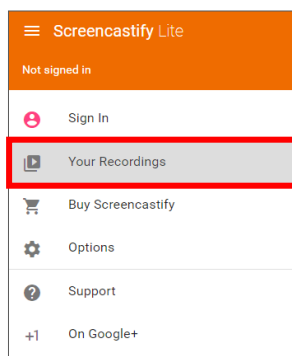 Screencastify Lite
Not signed in
Sign In
Your Recordings
Buy Screencastify
Options
Support
+1 On Google+